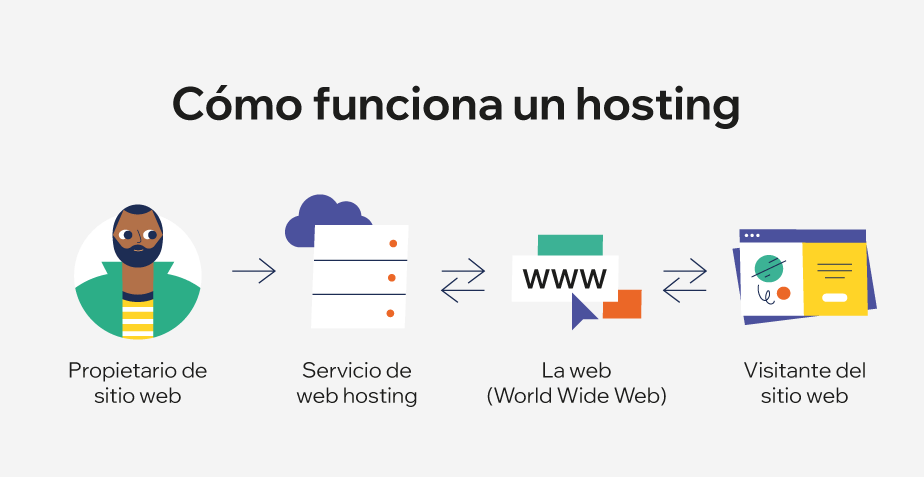 Cómo funciona un hosting
WWW
Propietario de
sitio web
Servicio de
web hosting
La web
(World Wide Web)
Visitante del
sitio web